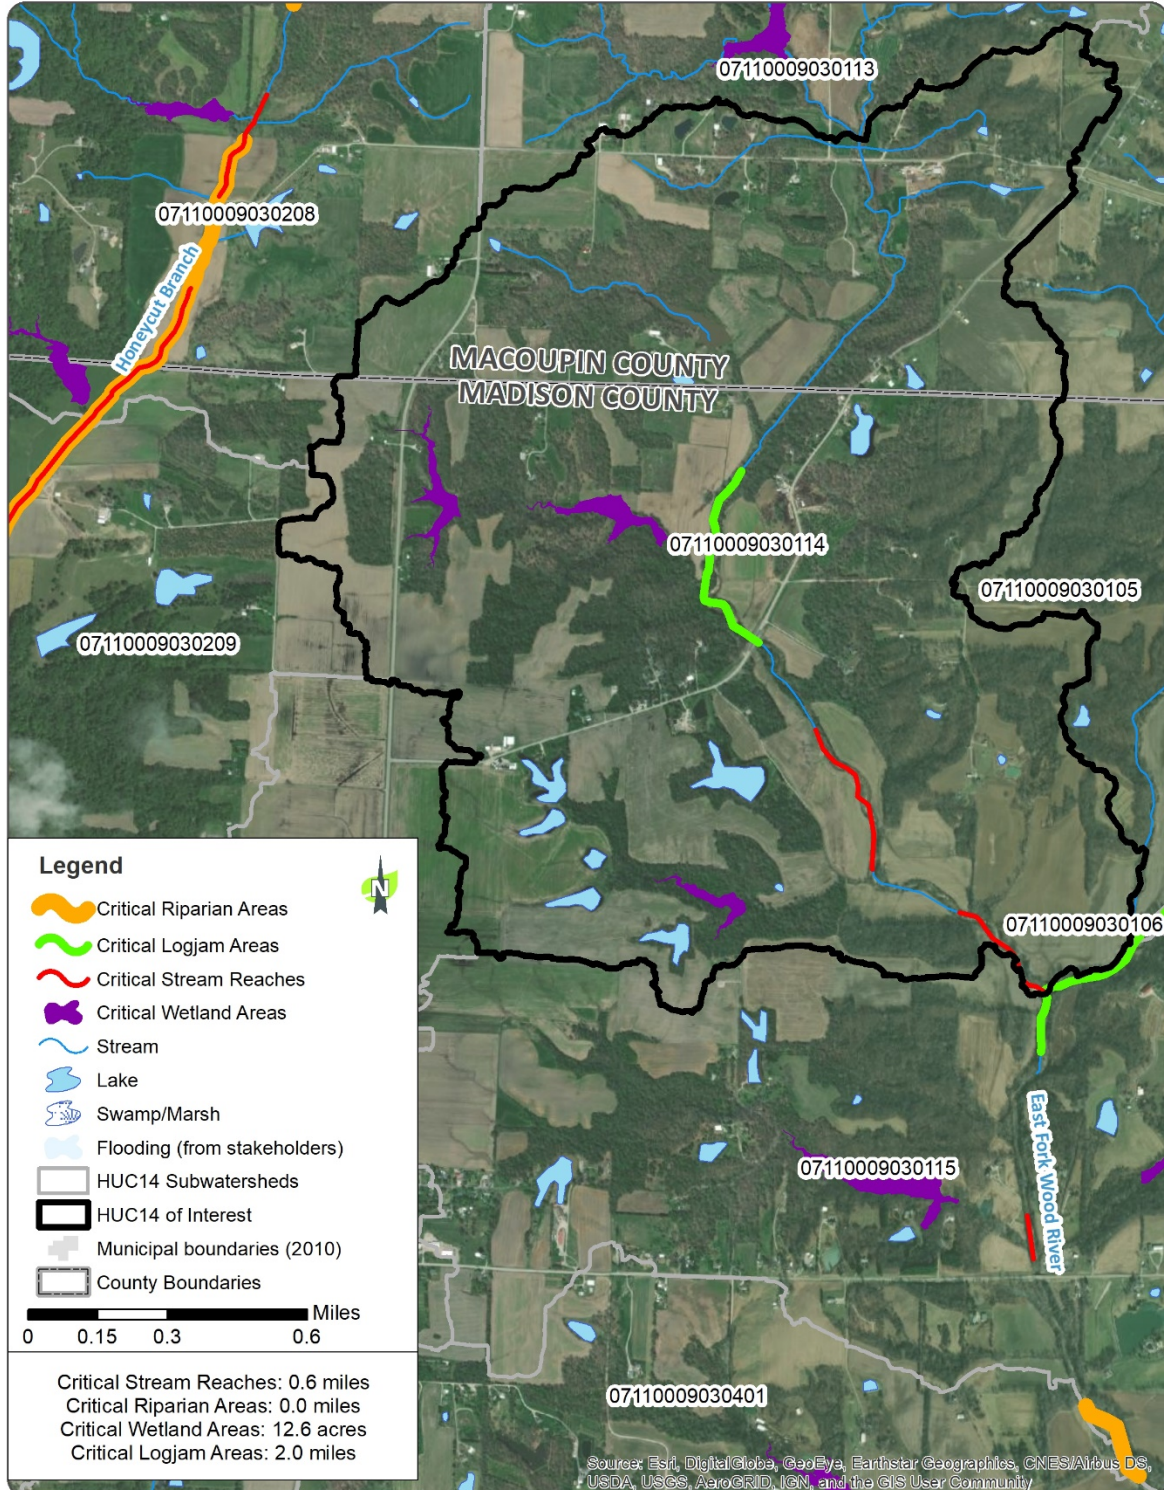 07110009030113
07110009030208
Honeycut Branch
MACOUPIN COUNTY
MADISON COUNTY
07110009030114
07110009030105
07110009030209
07110009030106
07110009030115
East Fork Wood River
07110009030401
Legend
N
Critical Riparian Areas
Critical Logjam Areas
Critical Stream Reaches
Critical Wetland Areas
Stream
Lake
Swamp/Marsh
Flooding (from stakeholders)
HUC14 Subwatersheds
HUC14 of Interest
Municipal boundaries (2010)
County Boundaries
Miles
0 0.15 0.3 0.6
Critical Stream Reaches: 0.6 miles
Critical Riparian Areas: 0.0 miles
Critical Wetland Areas: 12.6 acres
Critical Logjam Areas: 2.0 miles
Source: Esri, DigitalGlobe, GeoEye, Earthstar Geographics, CNES/Airbus DS,
USDA, USGS, AeroGRID, IGN, and the GIS User Community